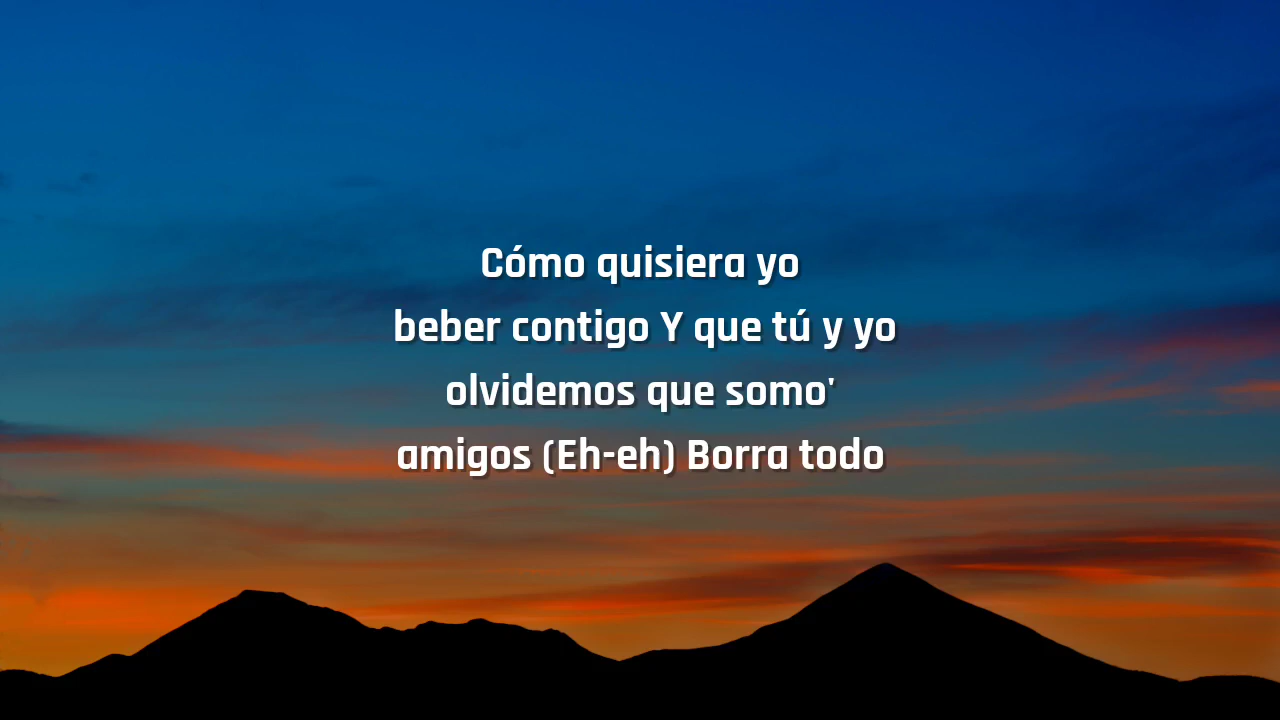 Cómo quisiera yo
beber contigo Y que tú y yo
olvidemos que somo'
amigos (Eh-eh) Borra todo